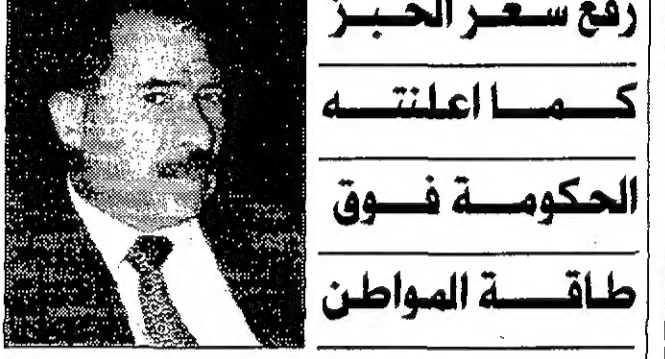 رفع سعر الخبز
كما اعلنته
الحكومة فوق
طاقة المواطن